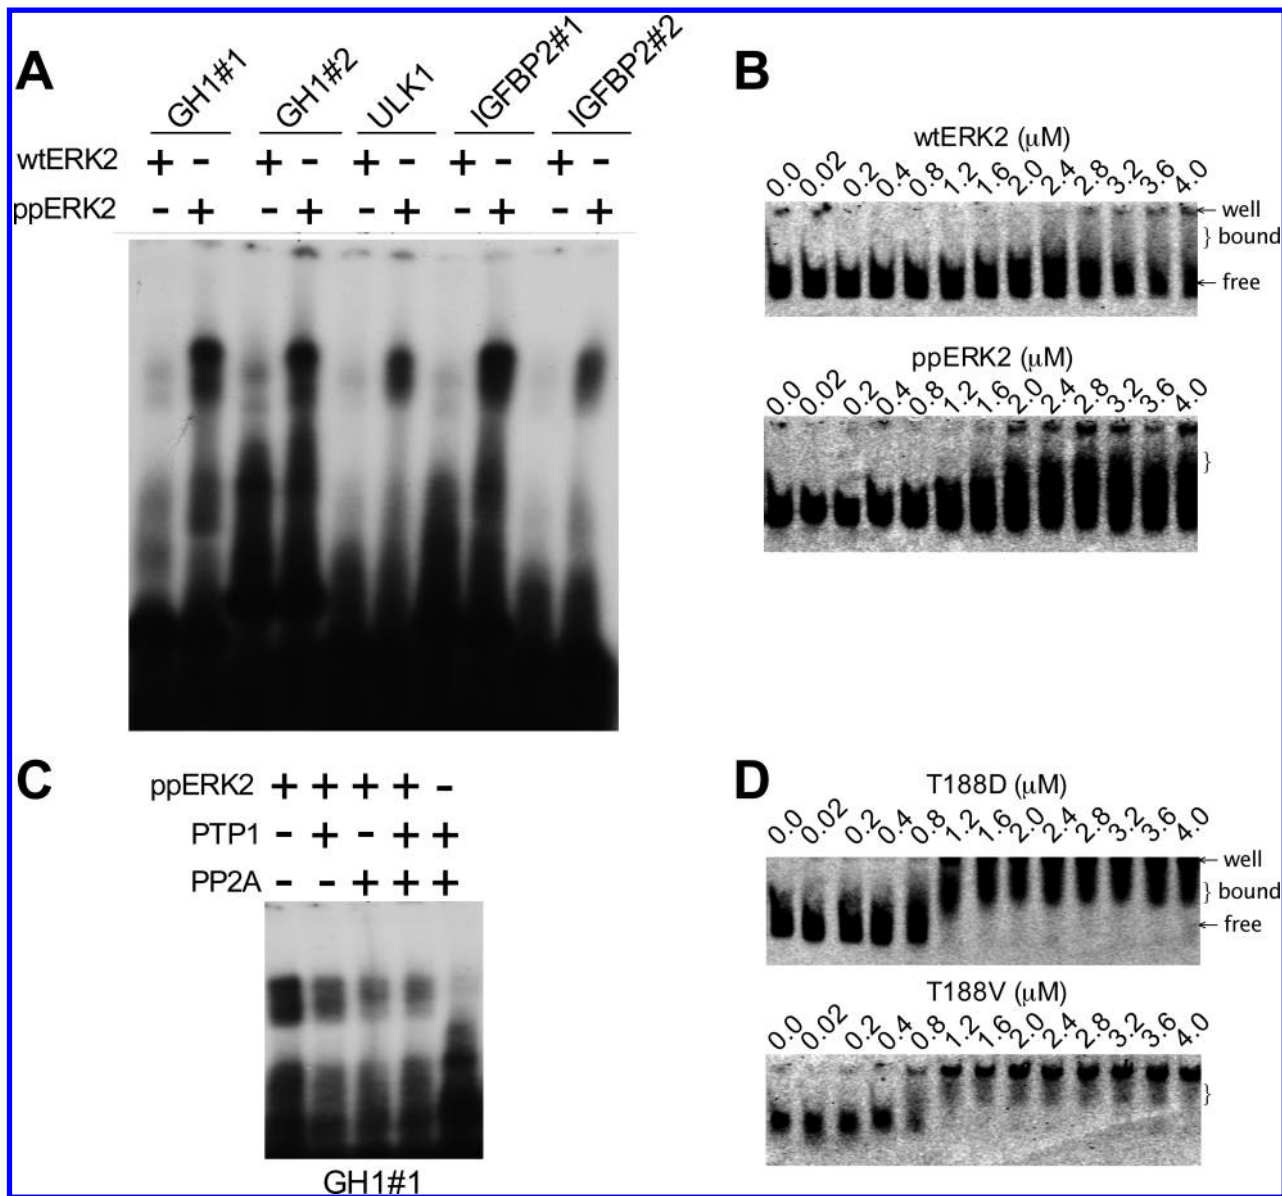 A
GH1#1 GH1#2 ULK1 IGFBP2#1 IGFBP2#2
wtERK2 + - + - + - + - + -
ppERK2 - + - + - + - + - +
B
wtERK2 (μM)
0.0 0.02 0.2 0.4 0.8 1.2 1.6 2.0 2.4 2.8 3.2 3.6 4.0
← well
} bound
← free
ppERK2 (μM)
0.0 0.02 0.2 0.4 0.8 1.2 1.6 2.0 2.4 2.8 3.2 3.6 4.0
}
C
ppERK2 + + + + -
PTP1 - + - + +
PP2A - - + + +
GH1#1
D
T188D (μM)
0.0 0.02 0.2 0.4 0.8 1.2 1.6 2.0 2.4 2.8 3.2 3.6 4.0
← well
} bound
← free
T188V (μM)
0.0 0.02 0.2 0.4 0.8 1.2 1.6 2.0 2.4 2.8 3.2 3.6 4.0
}